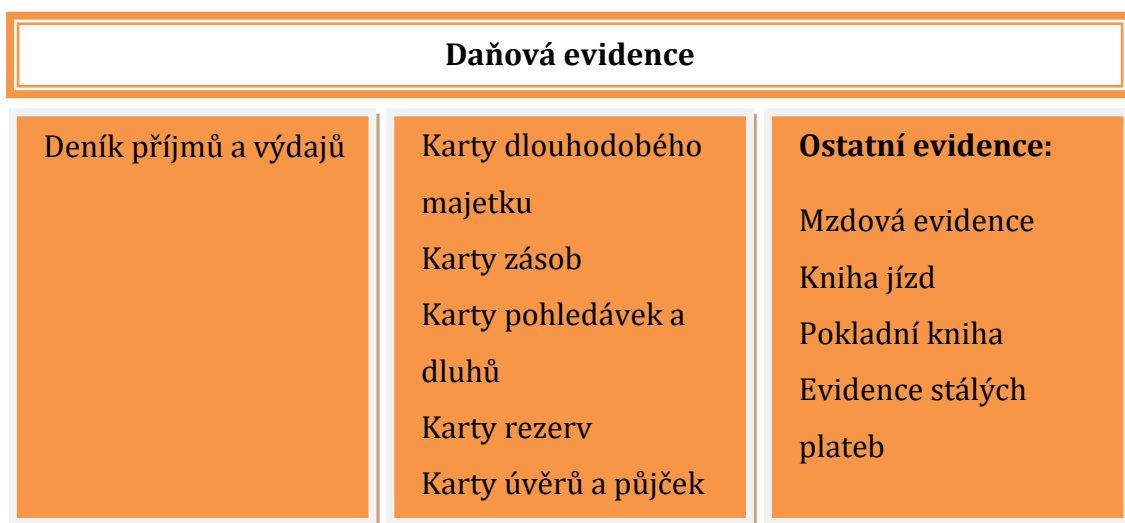 Daňová evidence
Deník příjmů a výdajů
Karty dlouhodobého
majetku
Karty zásob
Karty pohledávek a
dluhů
Karty rezerv
Karty úvěrů a půjček
Ostatní evidence:
Mzdová evidence
Kniha jízd
Pokladní kniha
Evidence stálých
plateb